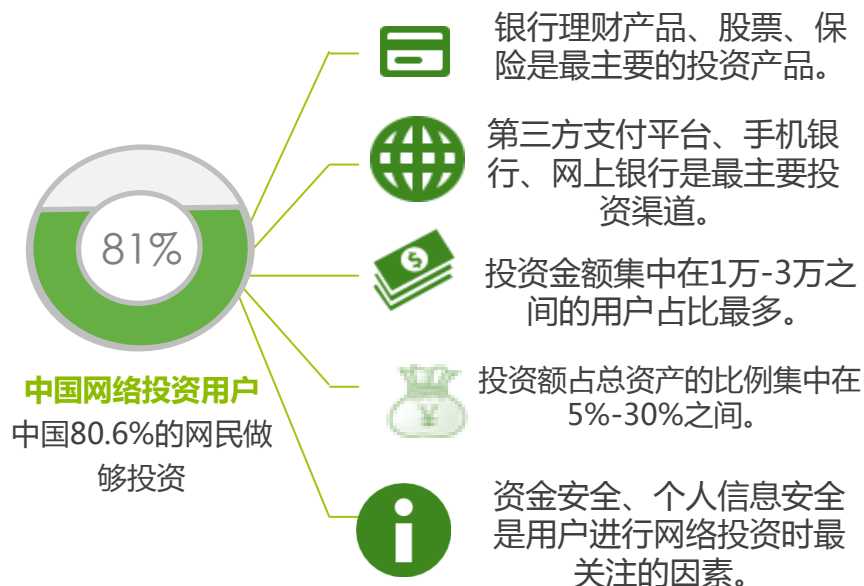 银行理财产品、股票、保
险是最主要的投资产品。
第三方支付平台、手机银
行、网上银行是最主要投
资渠道。
81%
投资金额集中在1万-3万之
间的用户占比最多。
中国网络投资用户
中国80.6%的网民做
够投资
投资额占总资产的比例集中在
5%-30%之间。
资金安全、个人信息安全
是用户进行网络投资时最
关注的因素。